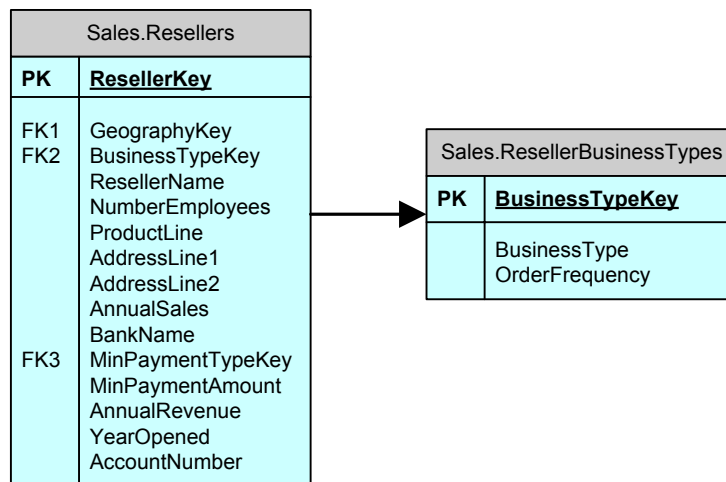 Sales.Resellers
PK ResellerKey
FK1 GeographyKey
FK2 BusinessTypeKey
ResellerName
NumberEmployees
ProductLine
AddressLine1
AddressLine2
AnnualSales
BankName
FK3 MinPaymentTypeKey
MinPaymentAmount
AnnualRevenue
YearOpened
AccountNumber
Sales.ResellerBusinessTypes
PK BusinessTypeKey
BusinessType
OrderFrequency